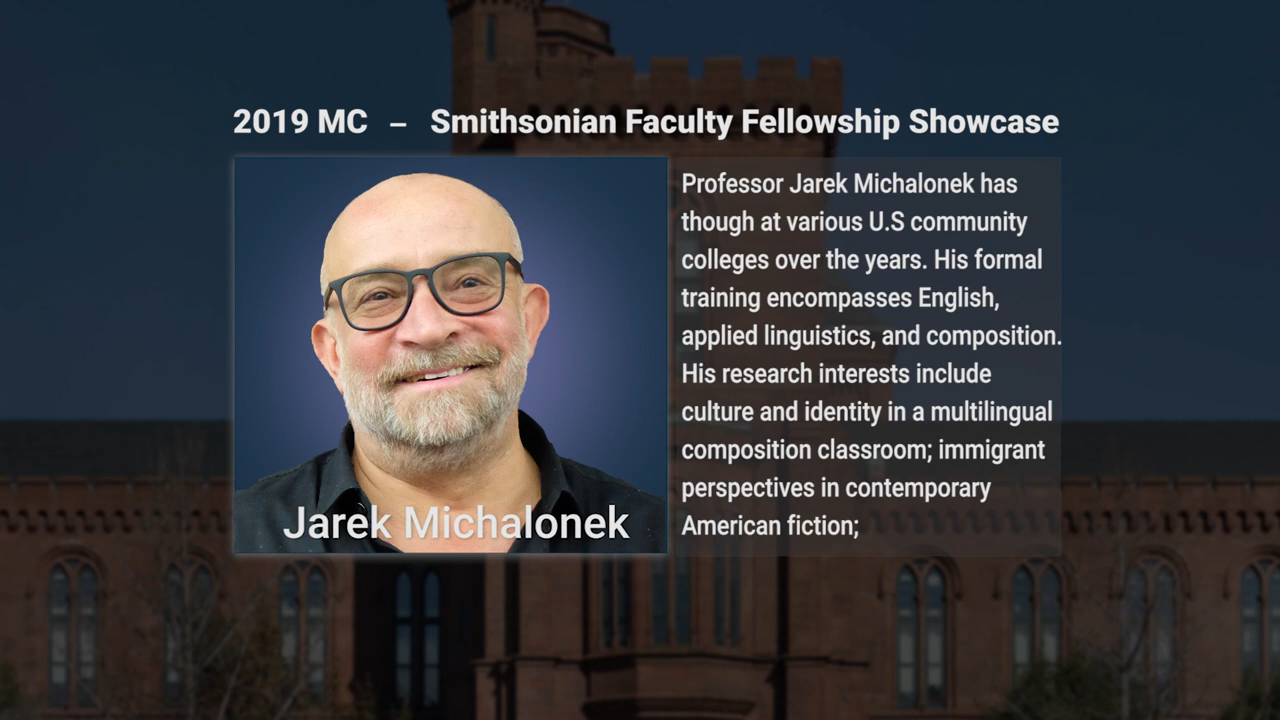 2019 MC – Smithsonian Faculty Fellowship Showcase
Professor Jarek Michalonek has
though at various U.S community
colleges over the years. His formal
training encompasses English,
applied linguistics, and composition.
His research interests include
culture and identity in a multilingual
composition classroom; immigrant
perspectives in contemporary
American fiction;
Jarek Michalonek